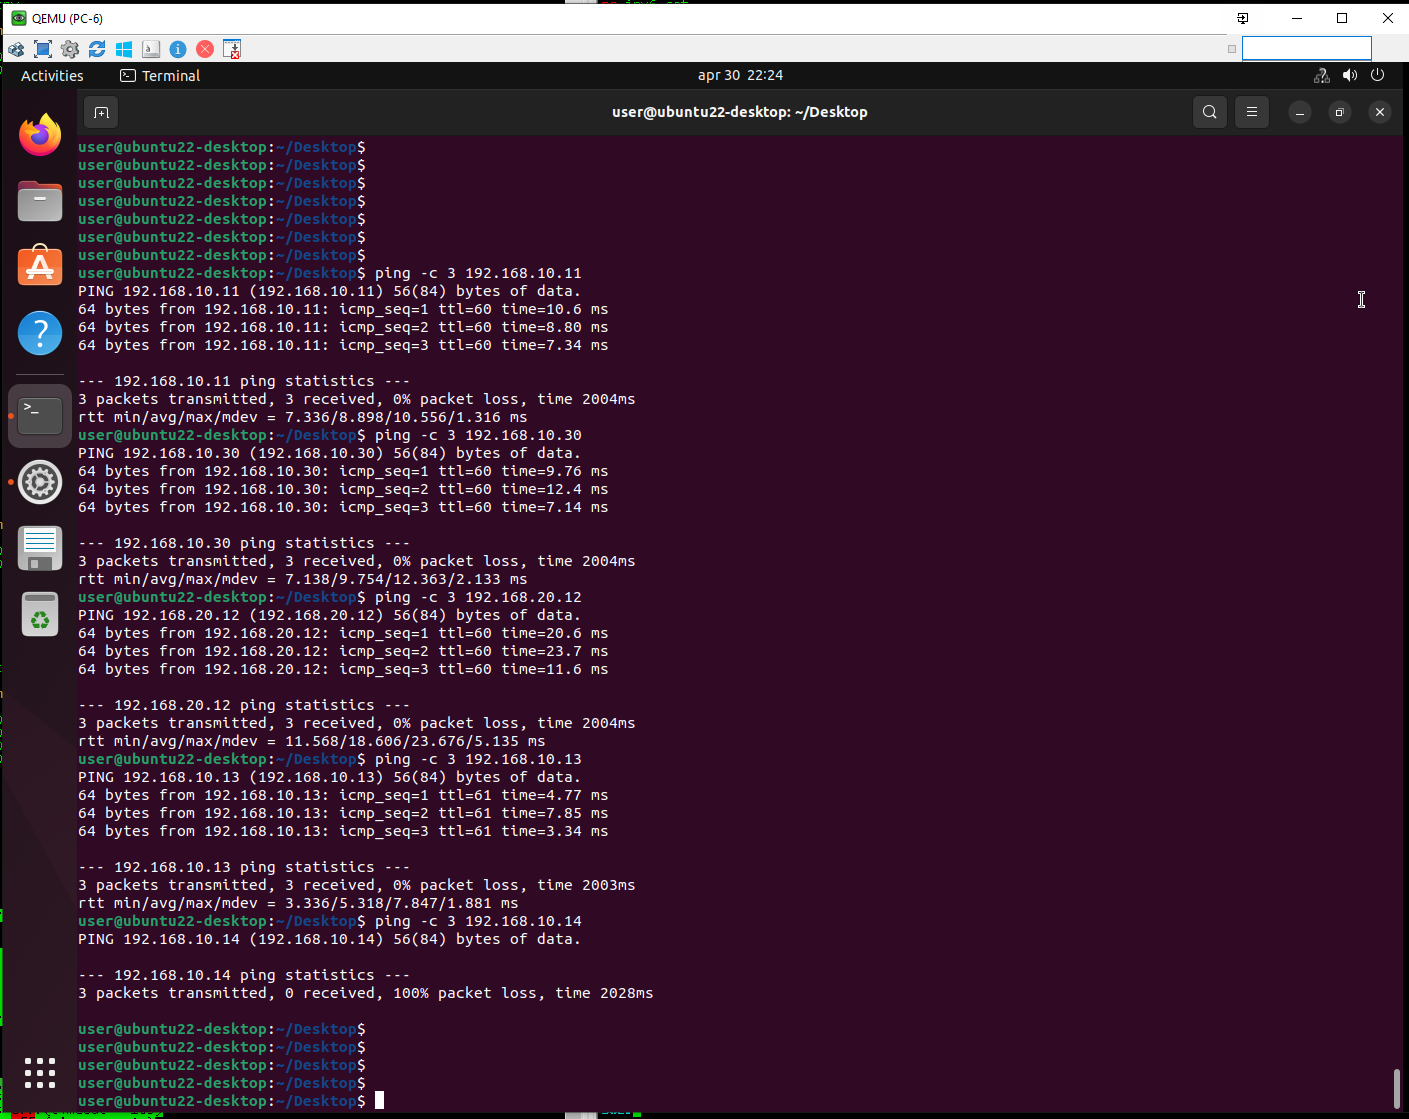 QEMU (PC-6)
Activities
Terminal
apr 30 22:24
user@ubuntu22-desktop: ~/Desktop
user@ubuntu22-desktop:~/Desktop$
user@ubuntu22-desktop:~/Desktop$
user@ubuntu22-desktop:~/Desktop$
user@ubuntu22-desktop:~/Desktop$
user@ubuntu22-desktop:~/Desktop$
user@ubuntu22-desktop:~/Desktop$
user@ubuntu22-desktop:~/Desktop$
user@ubuntu22-desktop:~/Desktop$ ping -c 3 192.168.10.11
PING 192.168.10.11 (192.168.10.11) 56(84) bytes of data.
64 bytes from 192.168.10.11: icmp_seq=1 ttl=60 time=10.6 ms
64 bytes from 192.168.10.11: icmp_seq=2 ttl=60 time=8.80 ms
64 bytes from 192.168.10.11: icmp_seq=3 ttl=60 time=7.34 ms
--- 192.168.10.11 ping statistics ---
3 packets transmitted, 3 received, 0% packet loss, time 2004ms
rtt min/avg/max/mdev = 7.336/8.898/10.556/1.316 ms
user@ubuntu22-desktop:~/Desktop$ ping -c 3 192.168.10.30
PING 192.168.10.30 (192.168.10.30) 56(84) bytes of data.
64 bytes from 192.168.10.30: icmp_seq=1 ttl=60 time=9.76 ms
64 bytes from 192.168.10.30: icmp_seq=2 ttl=60 time=12.4 ms
64 bytes from 192.168.10.30: icmp_seq=3 ttl=60 time=7.14 ms
--- 192.168.10.30 ping statistics ---
3 packets transmitted, 3 received, 0% packet loss, time 2004ms
rtt min/avg/max/mdev = 7.138/9.754/12.363/2.133 ms
user@ubuntu22-desktop:~/Desktop$ ping -c 3 192.168.20.12
PING 192.168.20.12 (192.168.20.12) 56(84) bytes of data.
64 bytes from 192.168.20.12: icmp_seq=1 ttl=60 time=20.6 ms
64 bytes from 192.168.20.12: icmp_seq=2 ttl=60 time=23.7 ms
64 bytes from 192.168.20.12: icmp_seq=3 ttl=60 time=11.6 ms
--- 192.168.20.12 ping statistics ---
3 packets transmitted, 3 received, 0% packet loss, time 2004ms
rtt min/avg/max/mdev = 11.568/18.606/23.676/5.135 ms
user@ubuntu22-desktop:~/Desktop$ ping -c 3 192.168.10.13
PING 192.168.10.13 (192.168.10.13) 56(84) bytes of data.
64 bytes from 192.168.10.13: icmp_seq=1 ttl=61 time=4.77 ms
64 bytes from 192.168.10.13: icmp_seq=2 ttl=61 time=7.85 ms
64 bytes from 192.168.10.13: icmp_seq=3 ttl=61 time=3.34 ms
--- 192.168.10.13 ping statistics ---
3 packets transmitted, 3 received, 0% packet loss, time 2003ms
rtt min/avg/max/mdev = 3.336/5.318/7.847/1.881 ms
user@ubuntu22-desktop:~/Desktop$ ping -c 3 192.168.10.14
PING 192.168.10.14 (192.168.10.14) 56(84) bytes of data.
--- 192.168.10.14 ping statistics ---
3 packets transmitted, 0 received, 100% packet loss, time 2028ms
user@ubuntu22-desktop:~/Desktop$
user@ubuntu22-desktop:~/Desktop$
user@ubuntu22-desktop:~/Desktop$
user@ubuntu22-desktop:~/Desktop$
user@ubuntu22-desktop:~/Desktop$